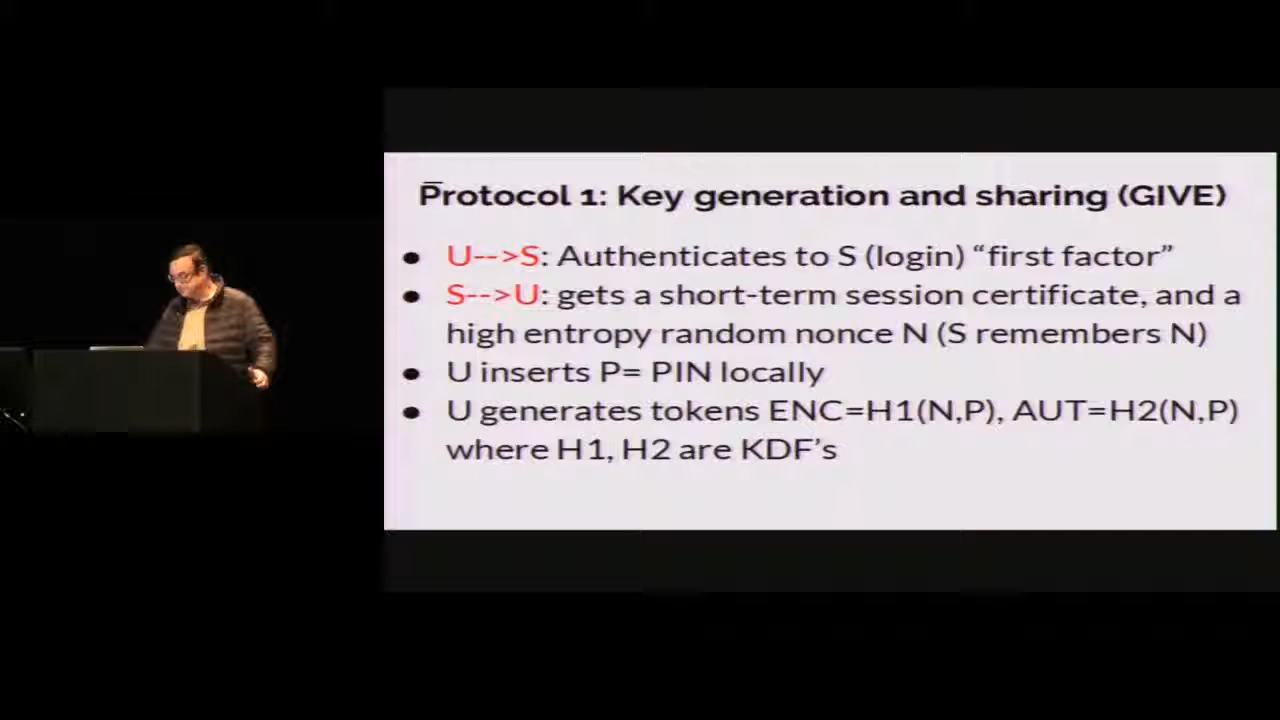 Protocol 1: Key generation and sharing (GIVE)
● U-->S: Authenticates to S (login) “first factor”
● S-->U: gets a short-term session certificate, and a
high entropy random nonce N (S remembers N)
● U inserts P= PIN locally
● U generates tokens ENC=H1(N,P), AUT=H2(N,P)
where H1, H2 are KDF’s